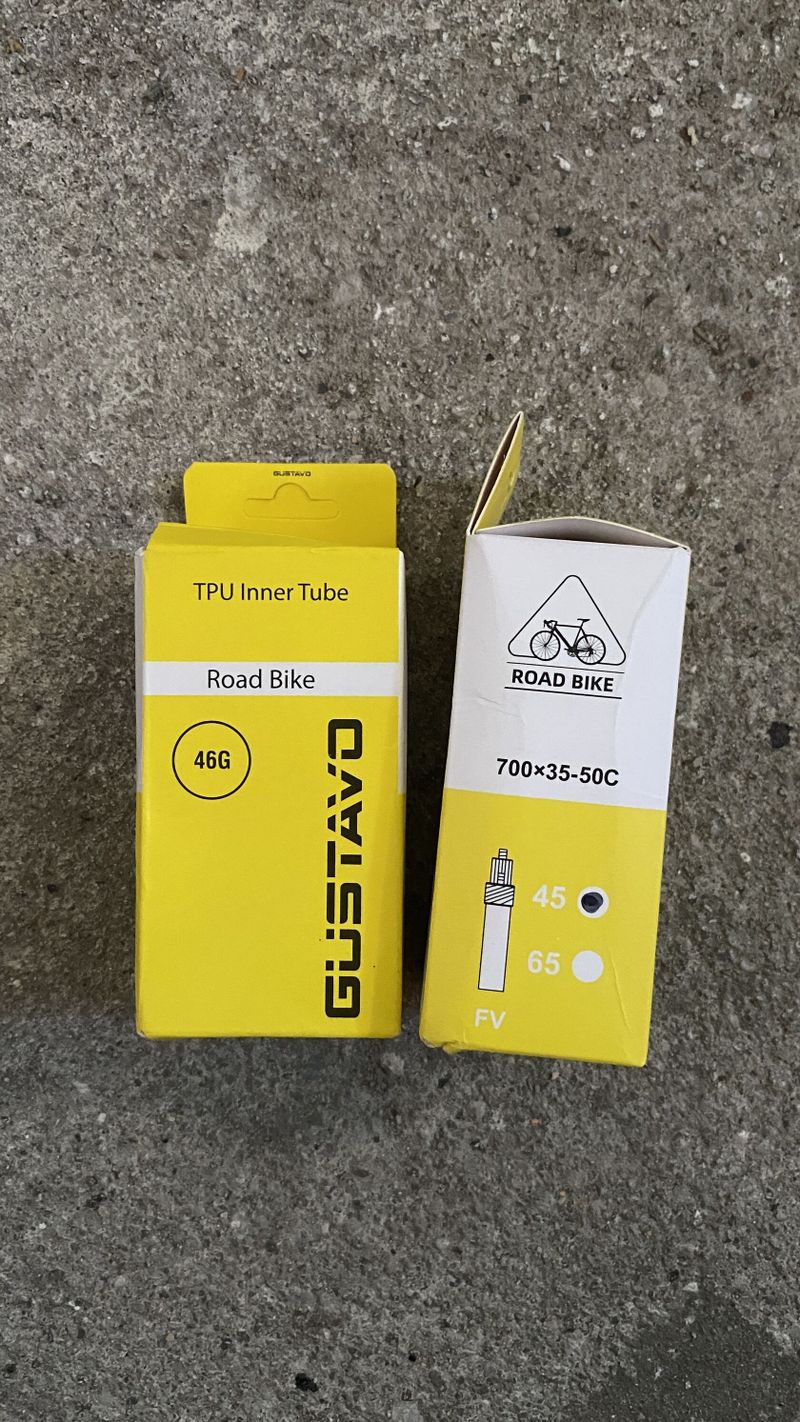 GUSTAVO
TPU Inner Tube
Road Bike
46G
GUSTAVO
ROAD BIKE
700×35-50C
45
65
FV